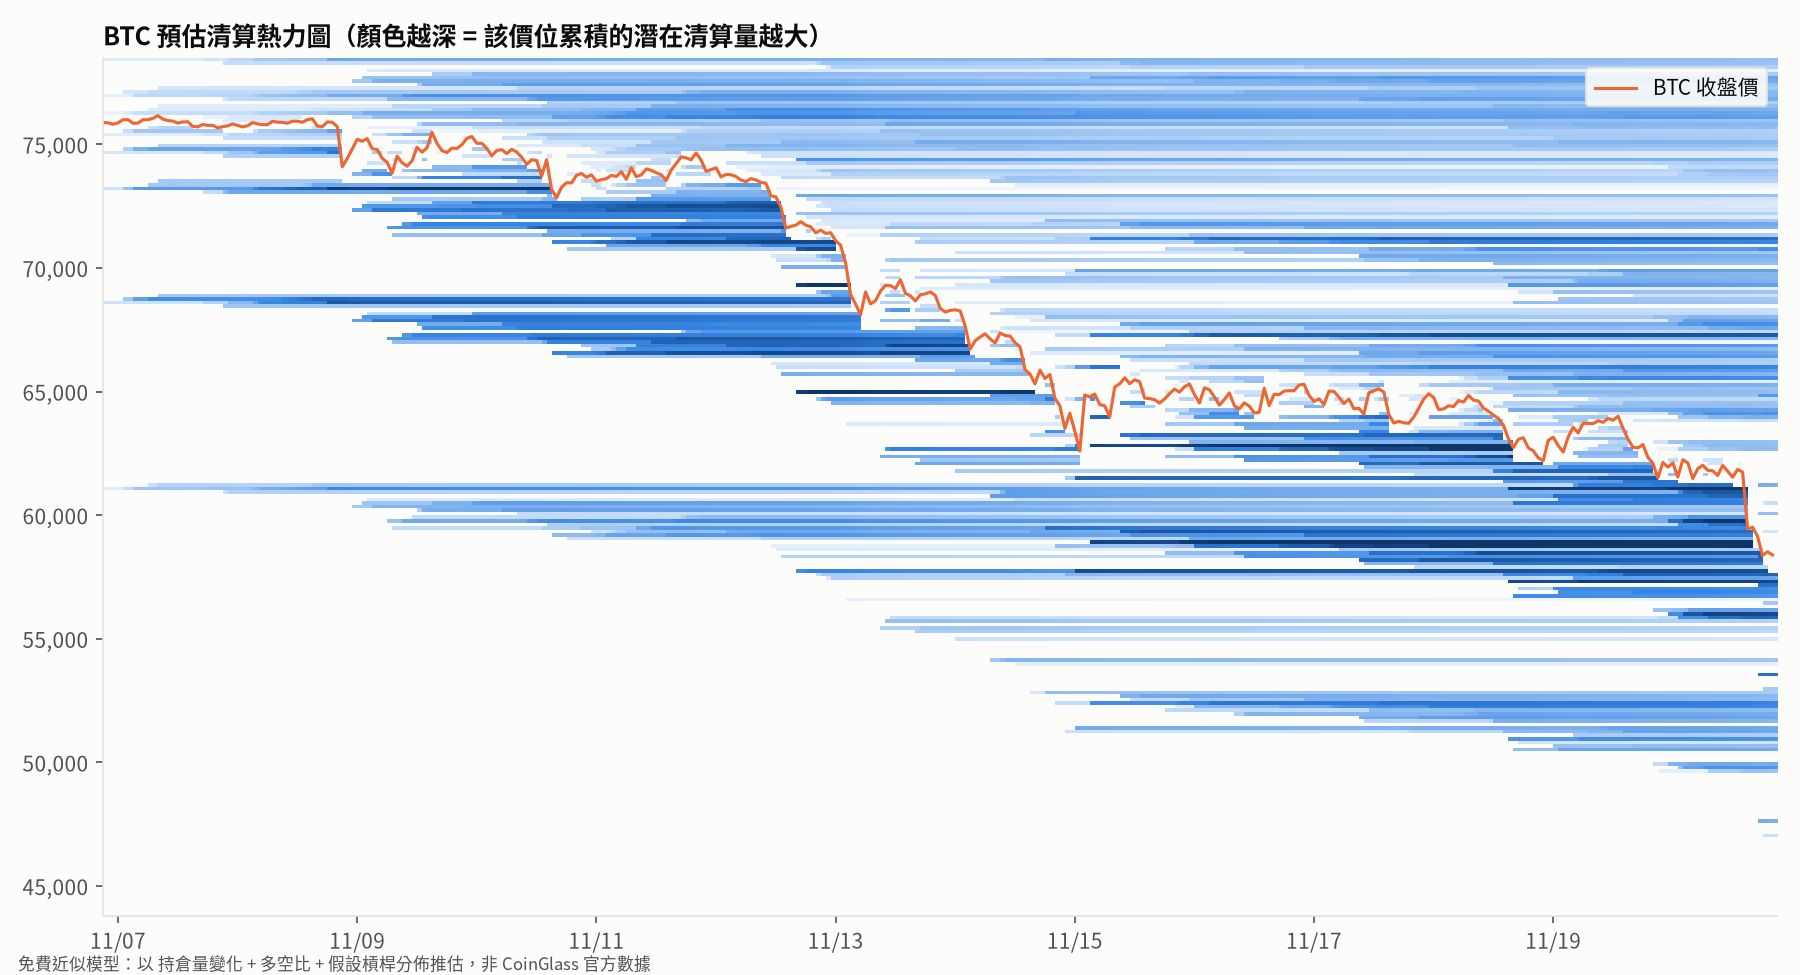 BTC 預估清算熱力圖（顏色越深 = 該價位累積的潛在清算量越大）
BTC 收盤價
75,000
70,000
65,000
60,000
55,000
50,000
45,000
11/07 11/09 11/11 11/13 11/15 11/17 11/19
免費近似模型：以 持倉量變化 + 多空比 + 假設槓桿分佈推估，非 CoinGlass 官方數據